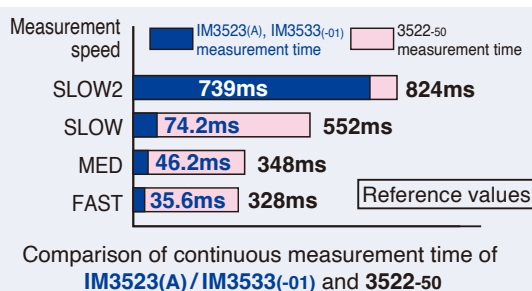 Measurement
speed
IM3523(A), IM3533(-01)
measurement time
3522-50
measurement time
SLOW2
739ms
824ms
SLOW
74.2ms
552ms
MED
46.2ms
348ms
FAST
35.6ms
328ms
Reference values
Comparison of continuous measurement time of
IM3523(A)/IM3533(-01) and 3522-50